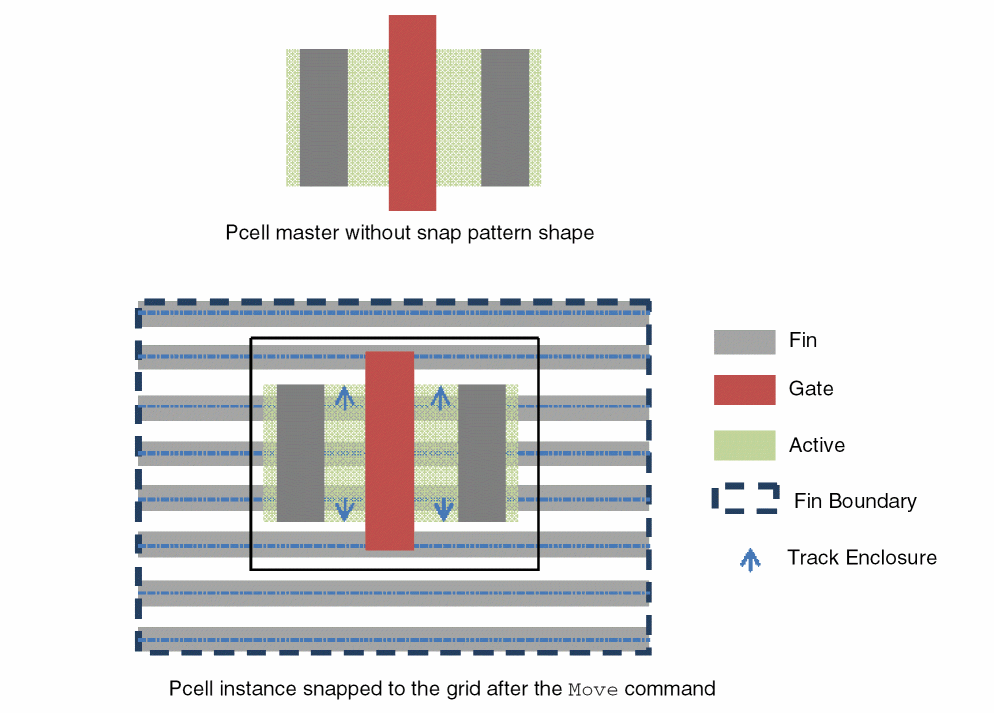 Pcell master without snap pattern shape
Fin
Gate
Active
Fin Boundary
Track Enclosure
Pcell instance snapped to the grid after the Move command